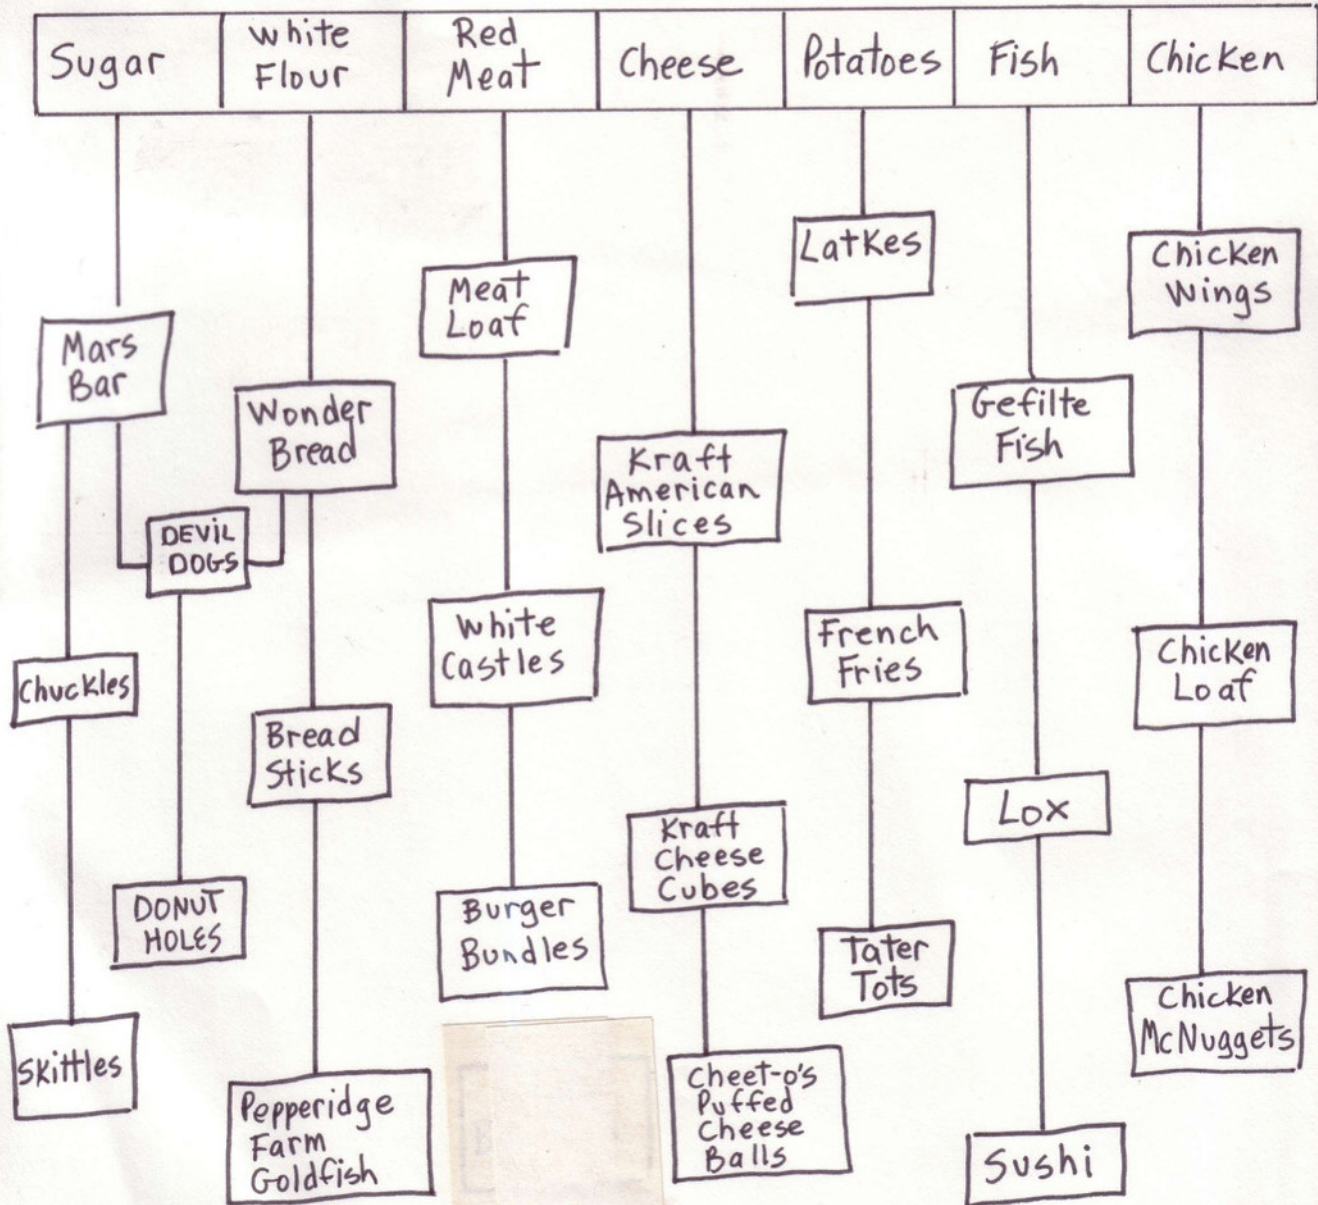 Sugar
White
Flour
Red
Meat
Cheese
Potatoes
Fish
Chicken
Latkes
Chicken
Wings
Meat
Loaf
Mars
Bar
Wonder
Bread
Gefilte
Fish
Kraft
American
Slices
DEVIL
DOGS
White
Castles
French
Fries
Chicken
Loaf
Chuckles
Bread
Sticks
Lox
Kraft
Cheese
Cubes
DONUT
HOLES
Burger
Bundles
Tater
Tots
Chicken
McNuggets
Skittles
Pepperidge
Farm
Goldfish
Cheet-o's
Puffed
Cheese
Balls
Sushi